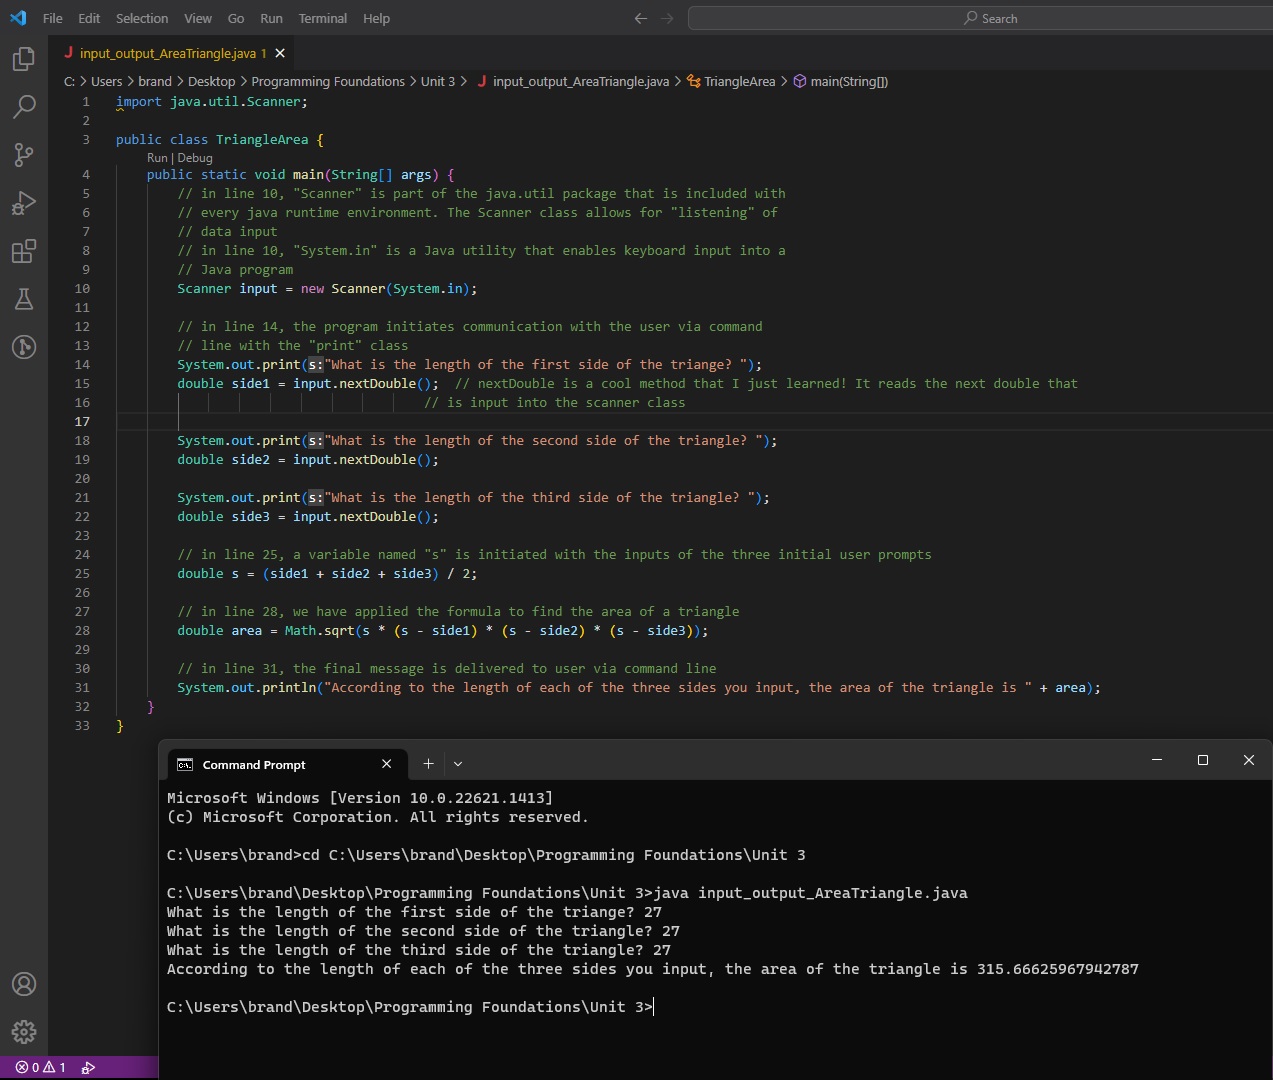 File Edit Selection View Go Run Terminal Help
Search
J input_output_AreaTriangle.java 1
C: > Users > brand > Desktop > Programming Foundations > Unit 3 > J input_output_AreaTriangle.java > TriangleArea > main(String[])
1 import java.util.Scanner;
2
3 public class TriangleArea {
Run | Debug
4 public static void main(String[] args) {
5 // in line 10, "Scanner" is part of the java.util package that is included with
6 // every java runtime environment. The Scanner class allows for "listening" of
7 // data input
8 // in line 10, "System.in" is a Java utility that enables keyboard input into a
9 // Java program
10 Scanner input = new Scanner(System.in);
11
12 // in line 14, the program initiates communication with the user via command
13 // line with the "print" class
14 System.out.print(s:"What is the length of the first side of the triange? ");
15 double side1 = input.nextDouble();  // nextDouble is a cool method that I just learned! It reads the next double that
16 // is input into the scanner class
17
18 System.out.print(s:"What is the length of the second side of the triangle? ");
19 double side2 = input.nextDouble();
20
21 System.out.print(s:"What is the length of the third side of the triangle? ");
22 double side3 = input.nextDouble();
23
24 // in line 25, a variable named "s" is initiated with the inputs of the three initial user prompts
25 double s = (side1 + side2 + side3) / 2;
26
27 // in line 28, we have applied the formula to find the area of a triangle
28 double area = Math.sqrt(s * (s - side1) * (s - side2) * (s - side3));
29
30 // in line 31, the final message is delivered to user via command line
31 System.out.println("According to the length of each of the three sides you input, the area of the triangle is " + area);
32 }
33 }
Command Prompt
Microsoft Windows [Version 10.0.22621.1413]
(c) Microsoft Corporation. All rights reserved.
C:\Users\brand>cd C:\Users\brand\Desktop\Programming Foundations\Unit 3
C:\Users\brand\Desktop\Programming Foundations\Unit 3>java input_output_AreaTriangle.java
What is the length of the first side of the triange? 27
What is the length of the second side of the triangle? 27
What is the length of the third side of the triangle? 27
According to the length of each of the three sides you input, the area of the triangle is 315.66625967942787
C:\Users\brand\Desktop\Programming Foundations\Unit 3>
0 1